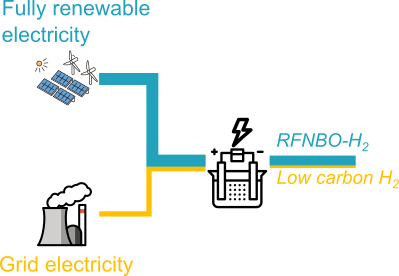 Fully renewable
electricity
+ −
RFNBO-H₂
Low carbon H₂
Grid electricity